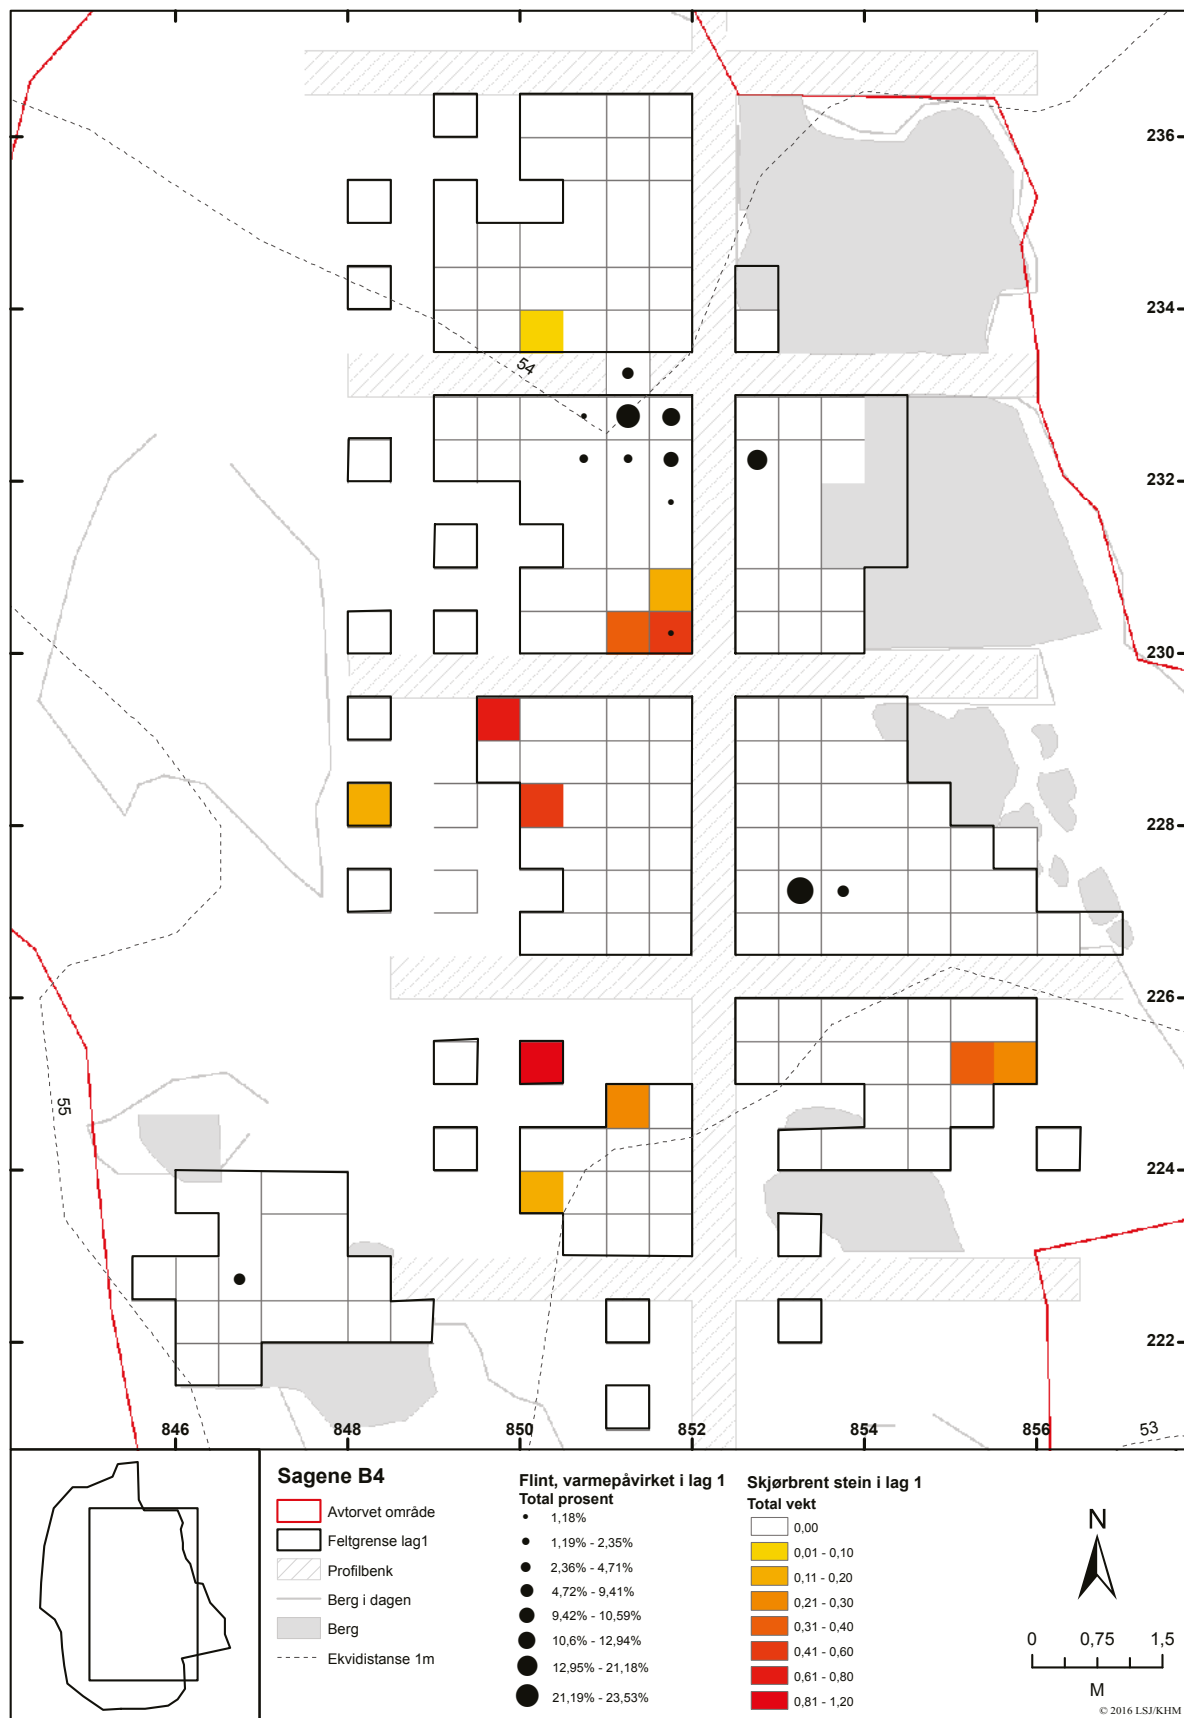 236
234
54
232
230
228
226
55
224
222
846
848
850
852
854
856
53
Sagene B4
Avtorvet område
Feltgrense lag1
Profilbenk
Berg i dagen
Berg
Ekvidistanse 1m
Flint, varmepåvirket i lag 1
Total prosent
1,18%
1,19% - 2,35%
2,36% - 4,71%
4,72% - 9,41%
9,42% - 10,59%
10,6% - 12,94%
12,95% - 21,18%
21,19% - 23,53%
Skjørbrent stein i lag 1
Total vekt
0,00
0,01 - 0,10
0,11 - 0,20
0,21 - 0,30
0,31 - 0,40
0,41 - 0,60
0,61 - 0,80
0,81 - 1,20
N
0 0,75 1,5
M
© 2016 LSJ/KHM